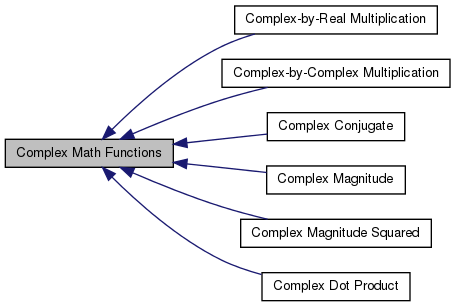 Complex-by-Real Multiplication
Complex-by-Complex Multiplication
Complex Conjugate
Complex Math Functions
Complex Magnitude
Complex Magnitude Squared
Complex Dot Product